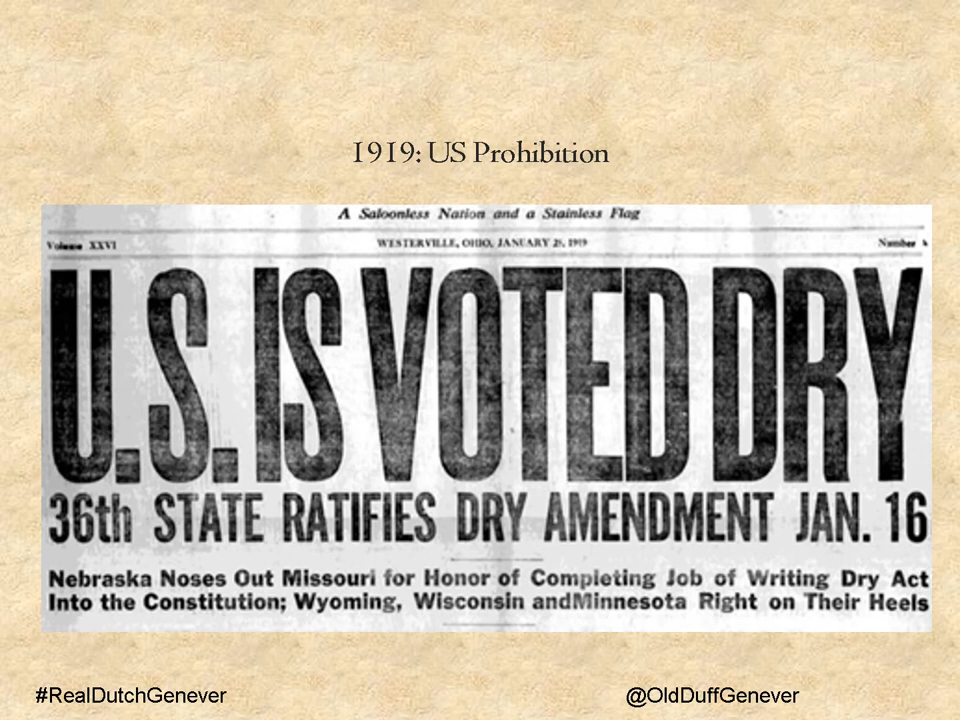 1919: US Prohibition
A Saloonless Nation and a Stainless Flag
Volume XXVI WESTERVILLE, OHIO, JANUARY 25, 1919 Number 4
U.S. IS VOTED DRY
36th STATE RATIFIES DRY AMENDMENT JAN. 16
Nebraska Noses Out Missouri for Honor of Completing Job of Writing Dry Act
Into the Constitution; Wyoming, Wisconsin andMinnesota Right on Their Heels
#RealDutchGenever @OldDuffGenever